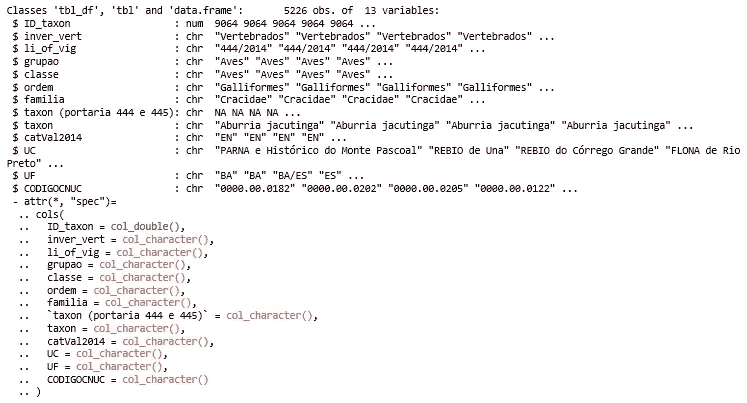 Classes 'tbl_df', 'tbl' and 'data.frame': 5226 obs. of 13 variables:
$ ID_taxon : num 9064 9064 9064 9064 9064 ...
$ inver_vert : chr "Vertebrados" "Vertebrados" "Vertebrados" "Vertebrados" ...
$ li_of_vig : chr "444/2014" "444/2014" "444/2014" "444/2014" ...
$ grupao : chr "Aves" "Aves" "Aves" "Aves" ...
$ classe : chr "Aves" "Aves" "Aves" "Aves" ...
$ ordem : chr "Galliformes" "Galliformes" "Galliformes" "Galliformes" ...
$ familia : chr "Cracidae" "Cracidae" "Cracidae" "Cracidae" ...
$ taxon (portaria 444 e 445): chr NA NA NA NA ...
$ taxon : chr "Aburria jacutinga" "Aburria jacutinga" "Aburria jacutinga" "Aburria jacutinga" ...
$ catVal2014 : chr "EN" "EN" "EN" "EN" ...
$ UC : chr "PARNA e Histórico do Monte Pascoal" "REBIO de Una" "REBIO do Córrego Grande" "FLONA de Rio
Preto" ...
$ UF : chr "BA" "BA" "BA/ES" "ES" ...
$ CODIGOCNUC : chr "0000.00.0182" "0000.00.0202" "0000.00.0205" "0000.00.0122" ...
- attr(*, "spec")=
.. cols(
.. ID_taxon = col_double(),
.. inver_vert = col_character(),
.. li_of_vig = col_character(),
.. grupao = col_character(),
.. classe = col_character(),
.. ordem = col_character(),
.. familia = col_character(),
.. `taxon (portaria 444 e 445)` = col_character(),
.. taxon = col_character(),
.. catVal2014 = col_character(),
.. UC = col_character(),
.. UF = col_character(),
.. CODIGOCNUC = col_character()
.. )